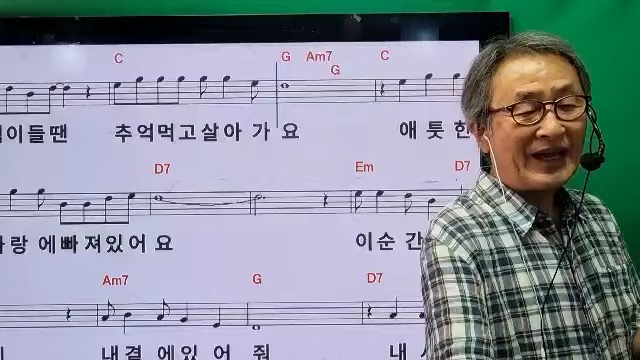 C G Am7 G C
이들땐 추억먹고살아 가 요 애 틋 한
D7 Em D7
랑 에빠 져있어 요 이순 간
Am7 G D7
내곁 에있 어 줘 내